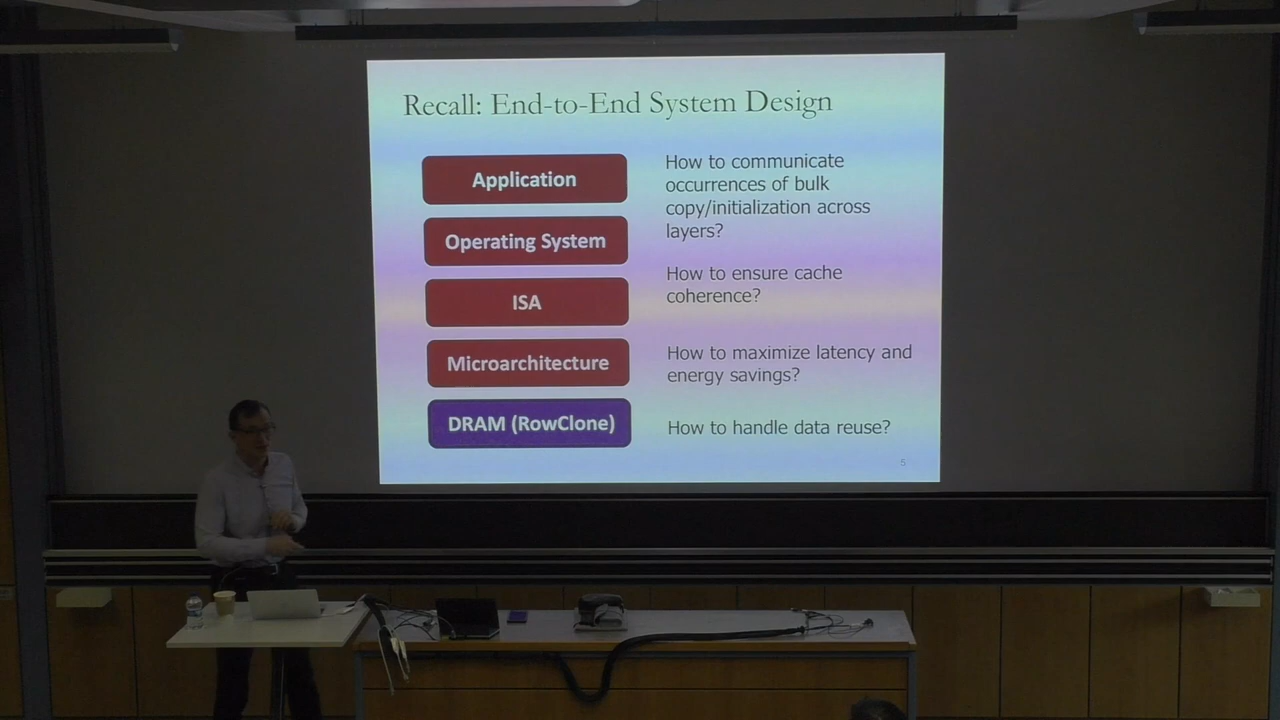 Recall: End-to-End System Design
Application
Operating System
ISA
Microarchitecture
DRAM (RowClone)
How to communicate
occurrences of bulk
copy/initialization across
layers?
How to ensure cache
coherence?
How to maximize latency and
energy savings?
How to handle data reuse?
5